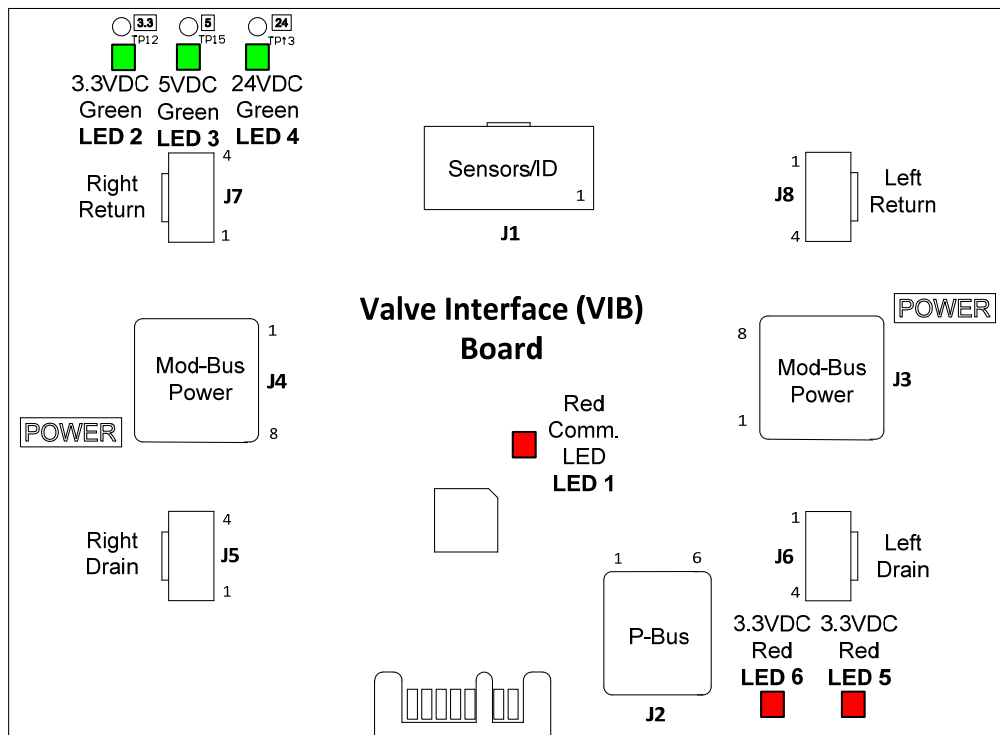 3.3
5
24
TP12
TP15
TP13
3.3VDC
Green
LED 2
5VDC
Green
LED 3
24VDC
Green
LED 4
Right
Return
4
J7
1
Sensors/ID
1
J1
1
J8
4
Left
Return
Valve Interface (VIB)
Board
Mod-Bus
Power
1
J4
8
POWER
POWER
8
Mod-Bus
Power
1
J3
Red
Comm.
LED
LED 1
Right
Drain
4
J5
1
1
J6
4
Left
Drain
1
6
P-Bus
J2
3.3VDC
Red
LED 6
3.3VDC
Red
LED 5